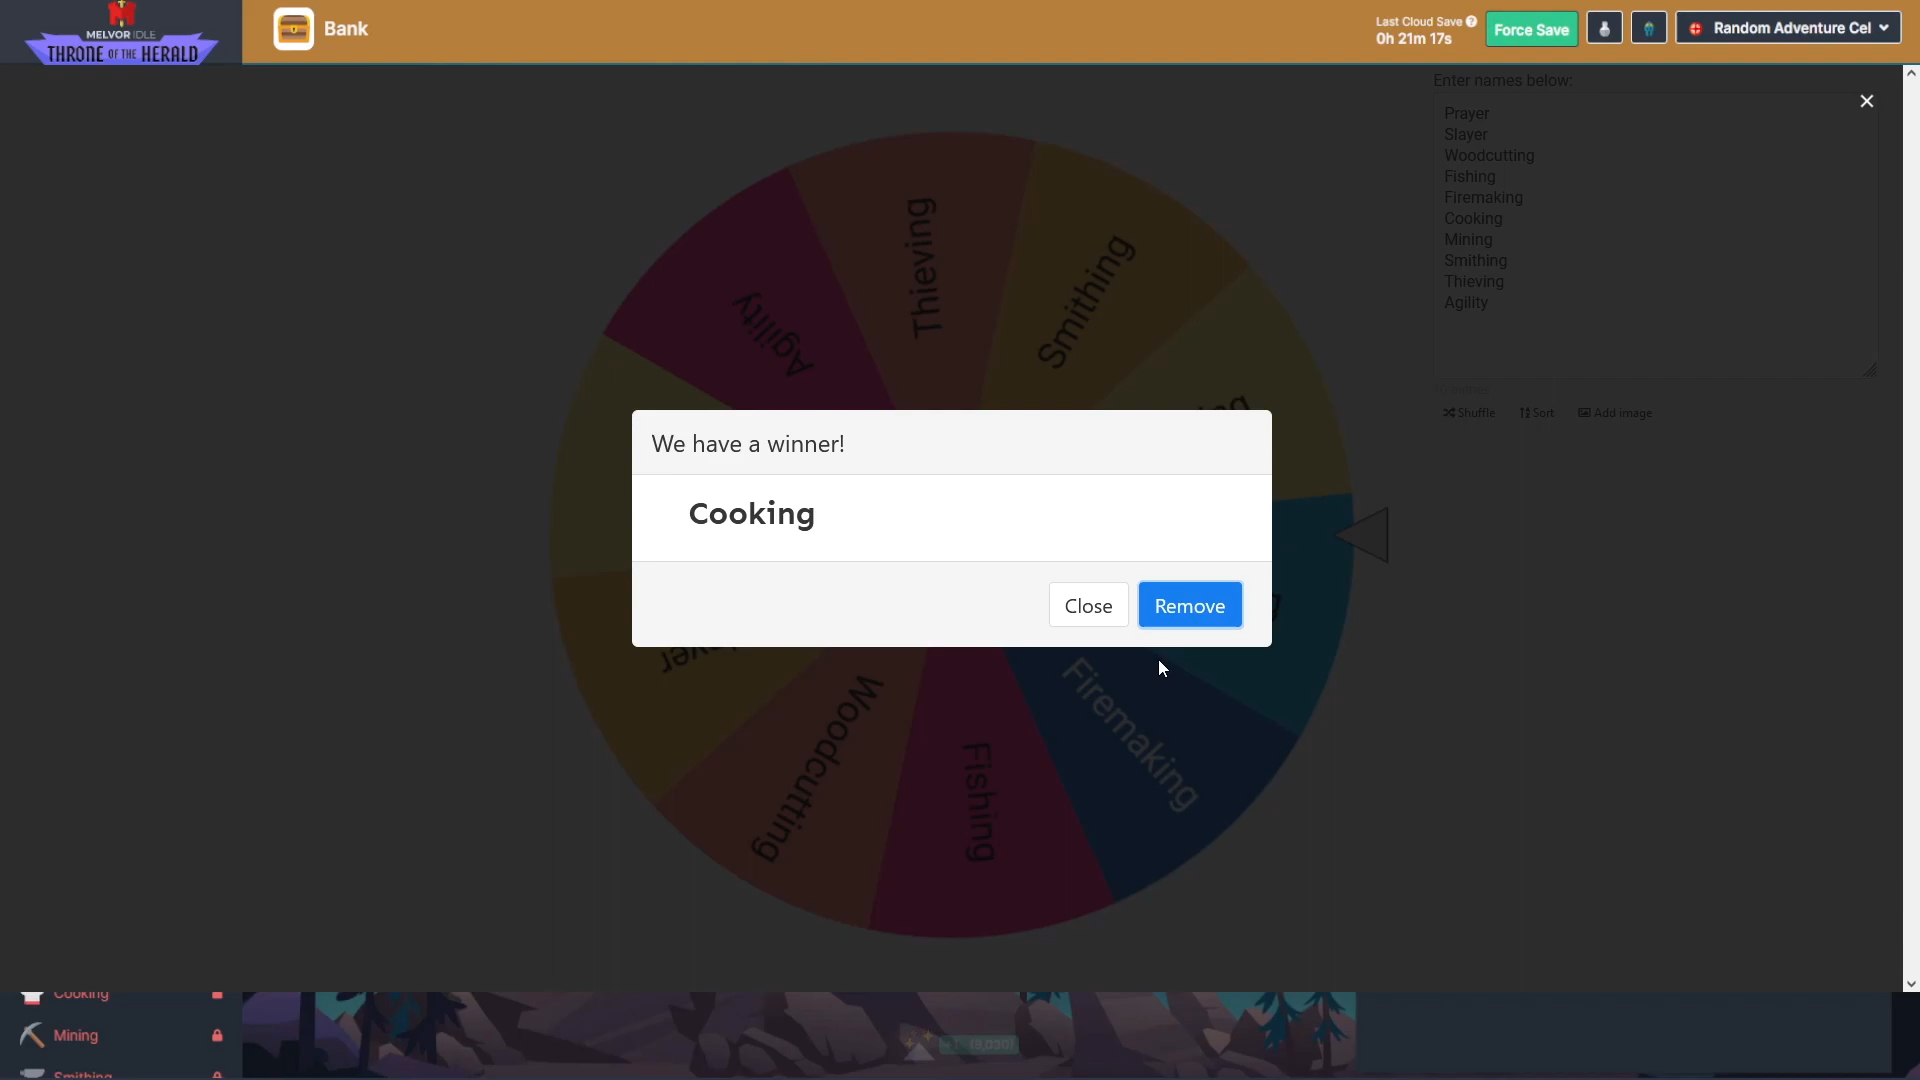 MELVOR IDLE
THRONE OF THE HERALD
Bank
Last Cloud Save
0h 21m 17s
Force Save
Random Adventure Cel
Enter names below:
Prayer
Slayer
Woodcutting
Fishing
Firemaking
Cooking
Mining
Smithing
Thieving
Agility
Shuffle
Sort
Add image
Thieving
Smithing
Agility
We have a winner!
Cooking
Close
Remove
Woodcutting
Fishing
Firemaking
Cooking
Mining
Smithing